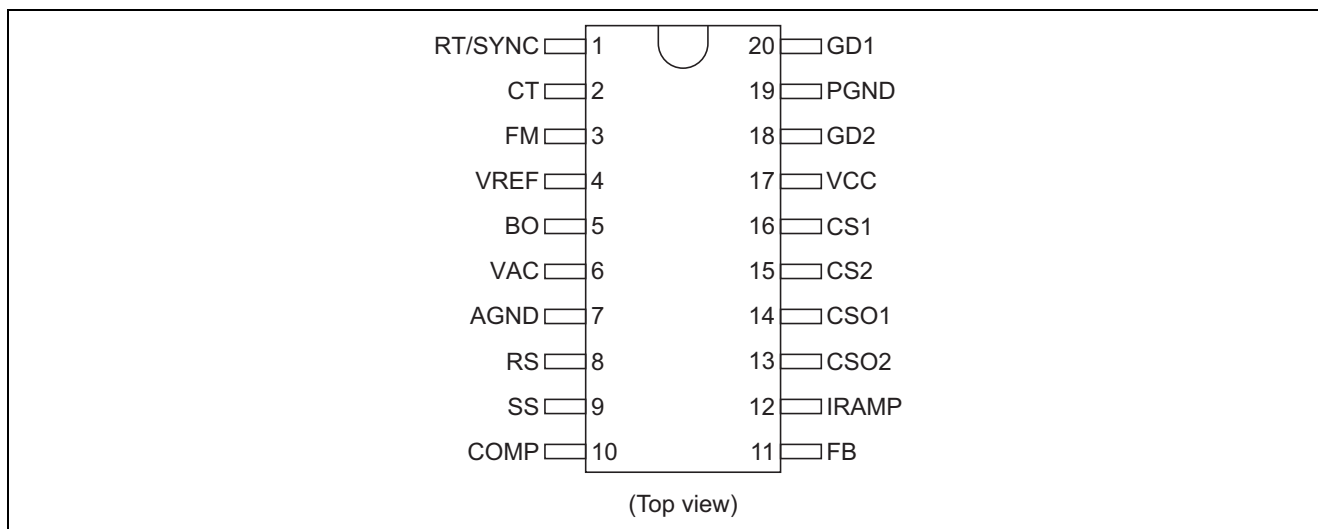 RT/SYNC 1 20 GD1
CT 2 19 PGND
FM 3 18 GD2
VREF 4 17 VCC
BO 5 16 CS1
VAC 6 15 CS2
AGND 7 14 CSO1
RS 8 13 CSO2
SS 9 12 IRAMP
COMP 10 11 FB
(Top view)